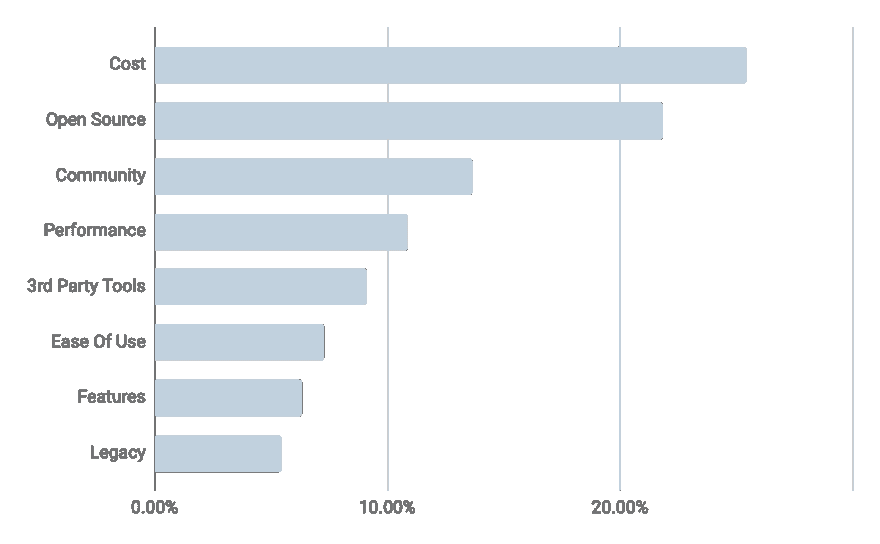 Cost
Open Source
Community
Performance
3rd Party Tools
Ease Of Use
Features
Legacy
0.00% 10.00% 20.00%